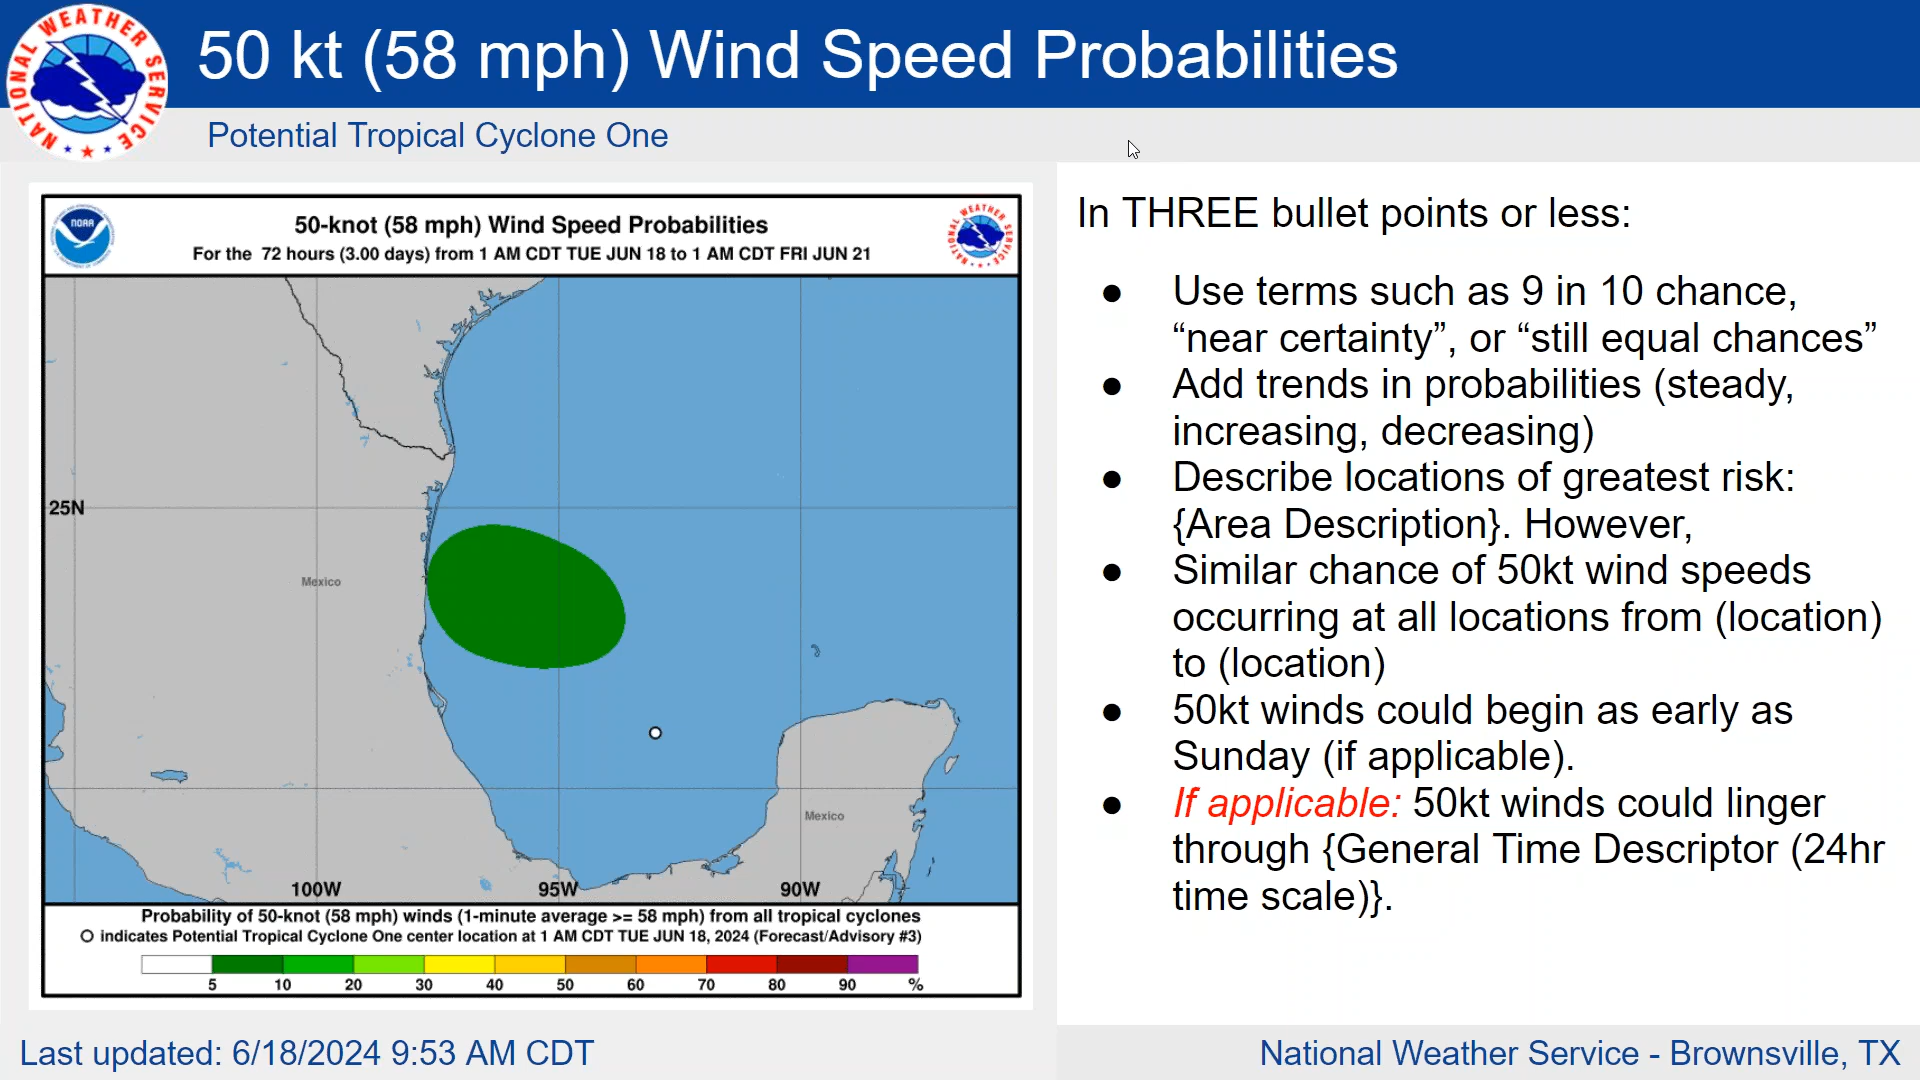 50 kt (58 mph) Wind Speed Probabilities
NATIONAL WEATHER SERVICE
Potential Tropical Cyclone One
NOAA
50-knot (58 mph) Wind Speed Probabilities
For the 72 hours (3.00 days) from 1 AM CDT TUE JUN 18 to 1 AM CDT FRI JUN 21
NATIONAL WEATHER SERVICE
25N
Mexico
Mexico
100W
95W
90W
Probability of 50-knot (58 mph) winds (1-minute average >= 58 mph) from all tropical cyclones
O indicates Potential Tropical Cyclone One center location at 1 AM CDT TUE JUN 18, 2024 (Forecast/Advisory #3)
5 10 20 30 40 50 60 70 80 90 %
In THREE bullet points or less:
● Use terms such as 9 in 10 chance,
“near certainty”, or “still equal chances”
● Add trends in probabilities (steady,
increasing, decreasing)
● Describe locations of greatest risk:
{Area Description}. However,
● Similar chance of 50kt wind speeds
occurring at all locations from (location)
to (location)
● 50kt winds could begin as early as
Sunday (if applicable).
● If applicable: 50kt winds could linger
through {General Time Descriptor (24hr
time scale)}.
Last updated: 6/18/2024 9:53 AM CDT
National Weather Service - Brownsville, TX